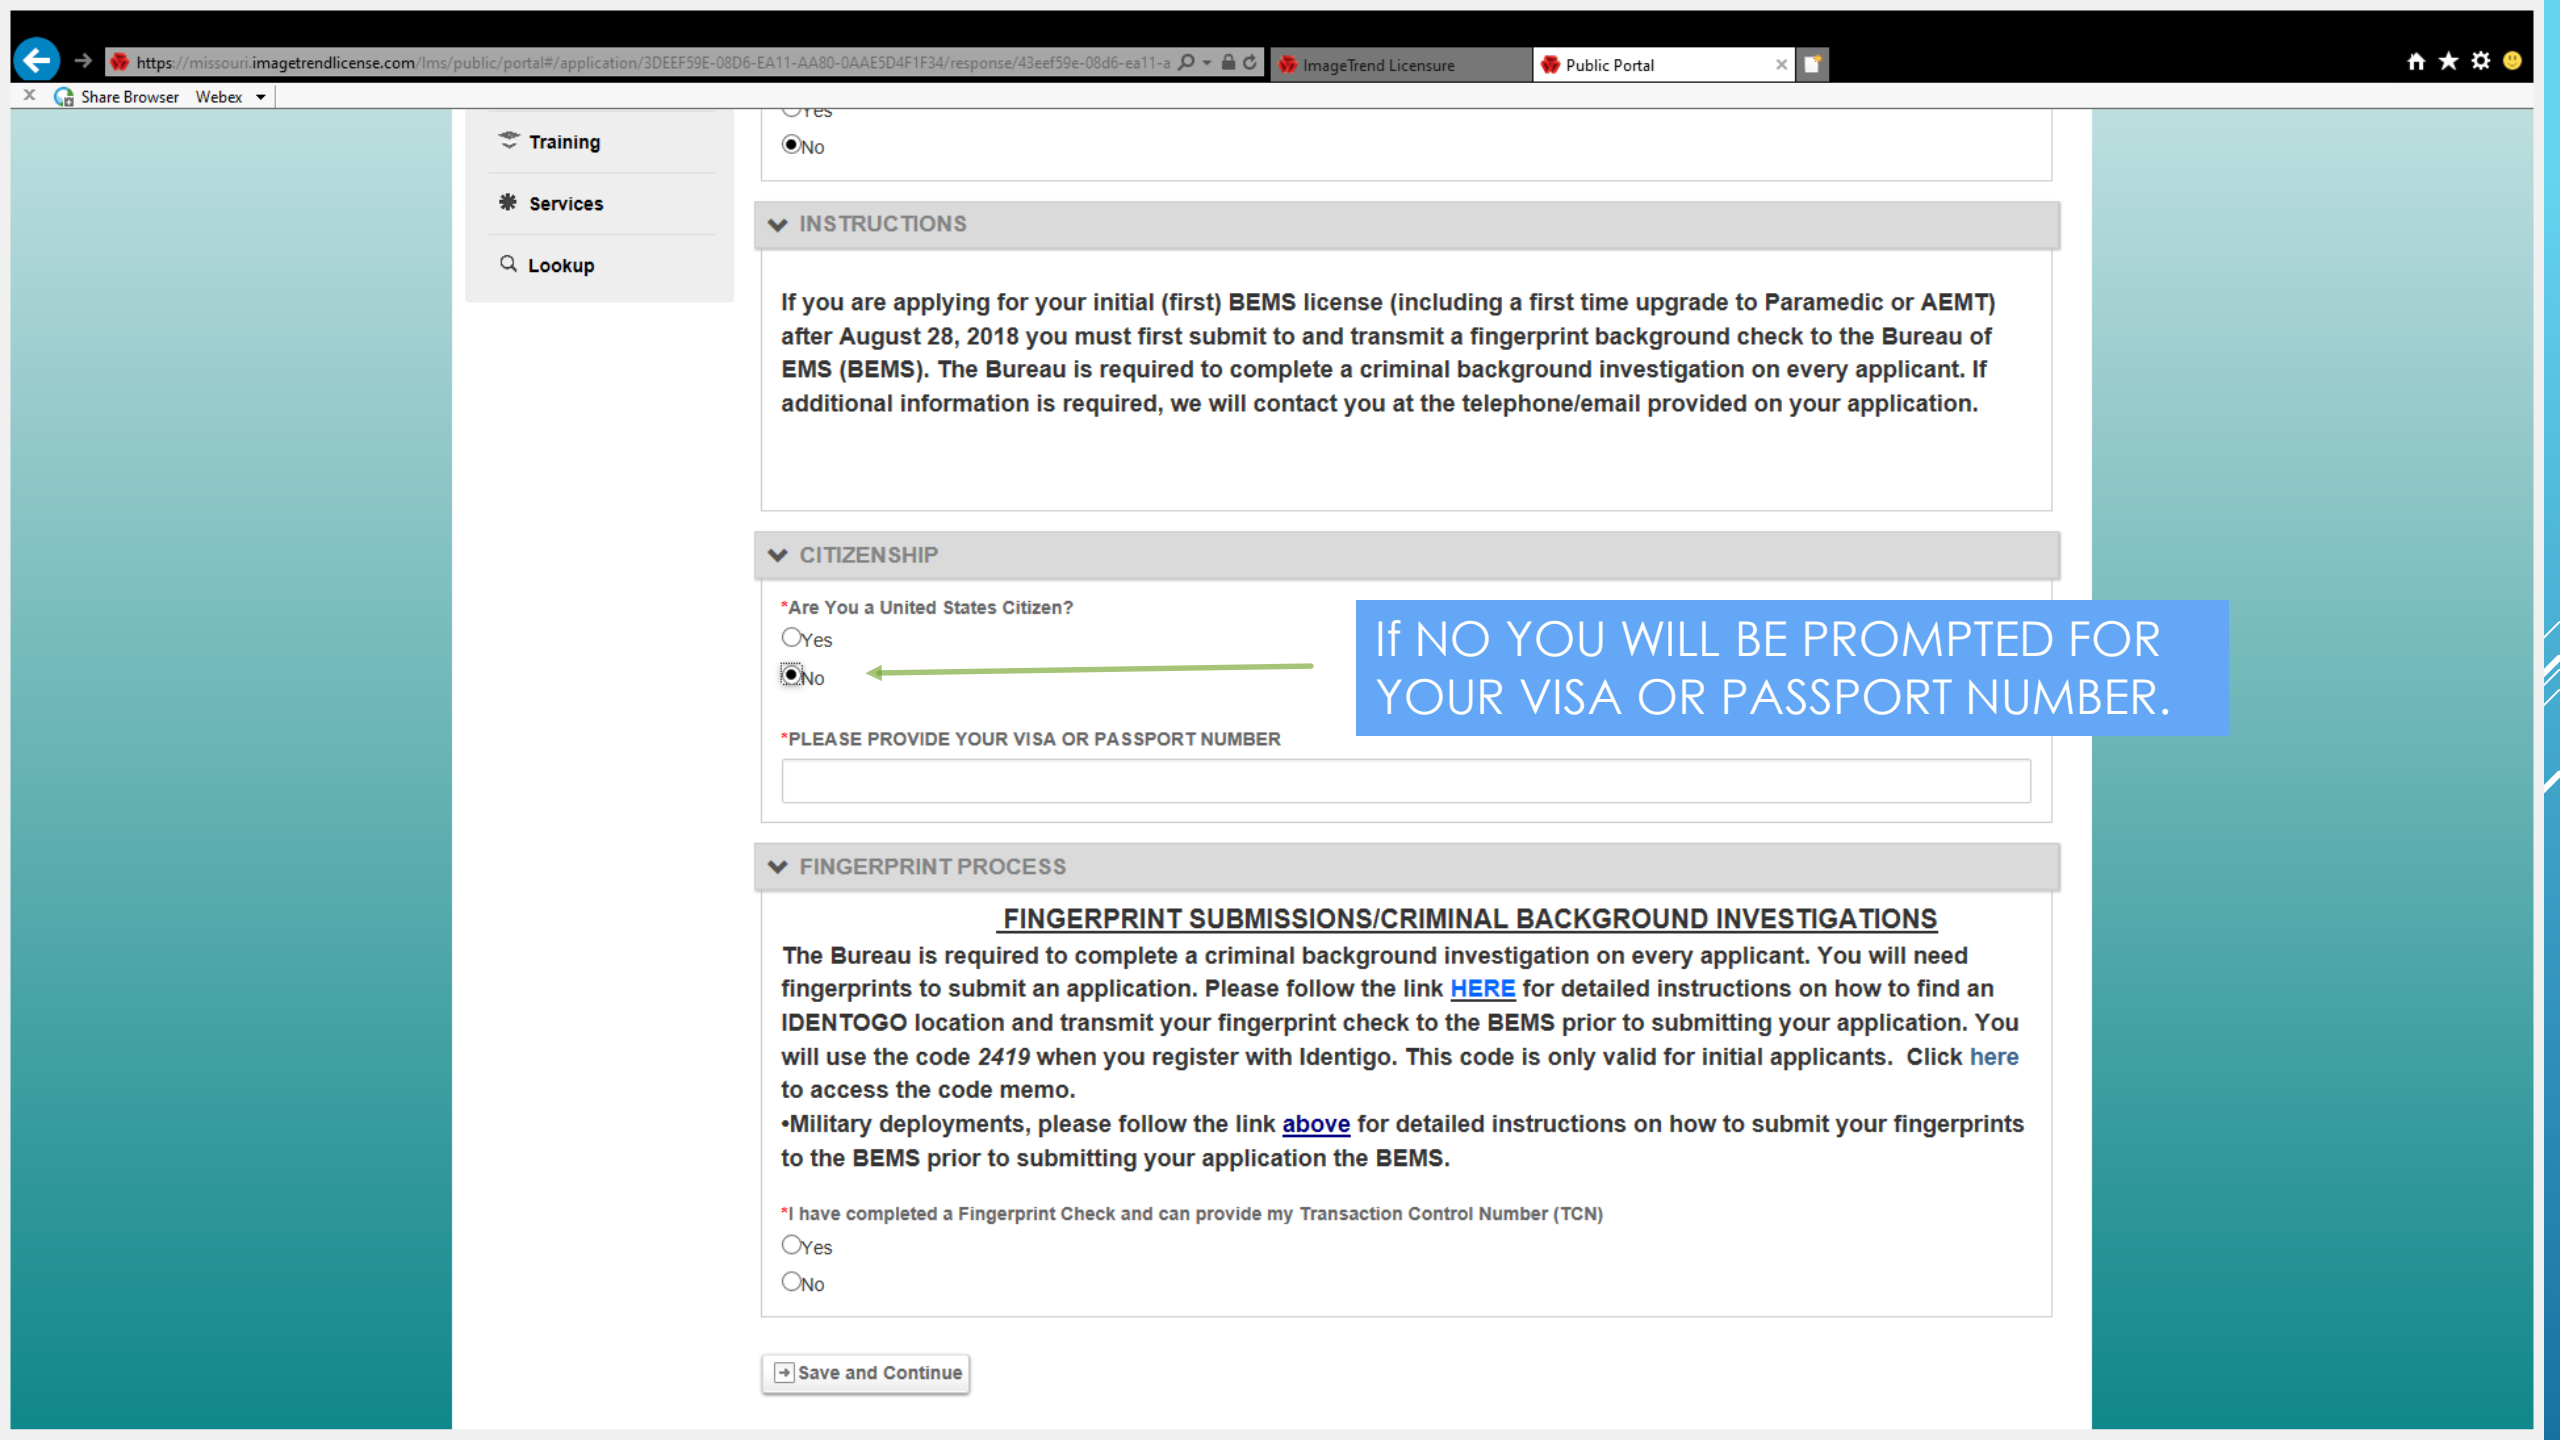 https://missouri.imagetrendlicense.com/lms/public/portal#/application/3DEEF59E-08D6-EA11-AA80-0AAE5D4F1F34/response/43eef59e-08d6-ea11-a
ImageTrend Licensure
Public Portal
Share Browser Webex
Training
Services
Lookup
Yes
No
INSTRUCTIONS
If you are applying for your initial (first) BEMS license (including a first time upgrade to Paramedic or AEMT)
after August 28, 2018 you must first submit to and transmit a fingerprint background check to the Bureau of
EMS (BEMS). The Bureau is required to complete a criminal background investigation on every applicant. If
additional information is required, we will contact you at the telephone/email provided on your application.
CITIZENSHIP
*Are You a United States Citizen?
Yes
No
If NO YOU WILL BE PROMPTED FOR
YOUR VISA OR PASSPORT NUMBER.
*PLEASE PROVIDE YOUR VISA OR PASSPORT NUMBER
FINGERPRINT PROCESS
FINGERPRINT SUBMISSIONS/CRIMINAL BACKGROUND INVESTIGATIONS
The Bureau is required to complete a criminal background investigation on every applicant. You will need
fingerprints to submit an application. Please follow the link HERE for detailed instructions on how to find an
IDENTOGO location and transmit your fingerprint check to the BEMS prior to submitting your application. You
will use the code 2419 when you register with Identigo. This code is only valid for initial applicants. Click here
to access the code memo.
•Military deployments, please follow the link above for detailed instructions on how to submit your fingerprints
to the BEMS prior to submitting your application the BEMS.
*I have completed a Fingerprint Check and can provide my Transaction Control Number (TCN)
Yes
No
Save and Continue